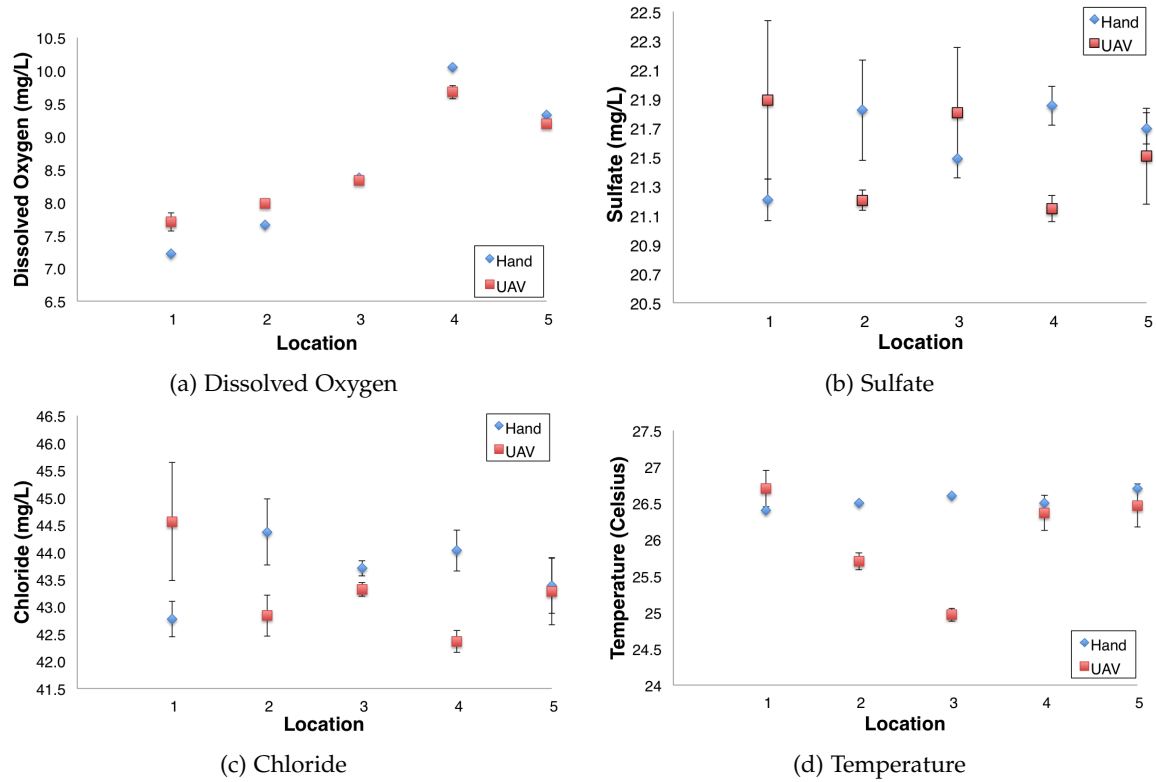 Dissolved Oxygen (mg/L)
10.5
10.0
9.5
9.0
8.5
8.0
7.5
7.0
6.5
1 2 3 4 5
Location
Hand
UAV
(a) Dissolved Oxygen
Sulfate (mg/L)
22.5
22.3
22.1
21.9
21.7
21.5
21.3
21.1
20.9
20.7
20.5
1 2 3 4 5
Location
Hand
UAV
(b) Sulfate
Chloride (mg/L)
46.5
46.0
45.5
45.0
44.5
44.0
43.5
43.0
42.5
42.0
41.5
1 2 3 4 5
Location
Hand
UAV
(c) Chloride
Temperature (Celsius)
27.5
27
26.5
26
25.5
25
24.5
24
1 2 3 4 5
Location
Hand
UAV
(d) Temperature